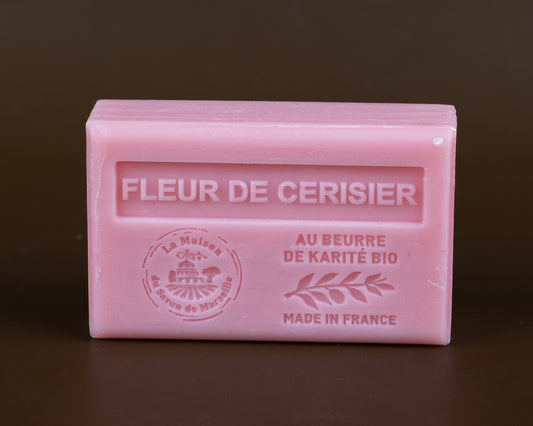 FLEUR DE CERISIER
La Maison
du Savon de Marseille
AU BEURRE
DE KARITÉ BIO
MADE IN FRANCE